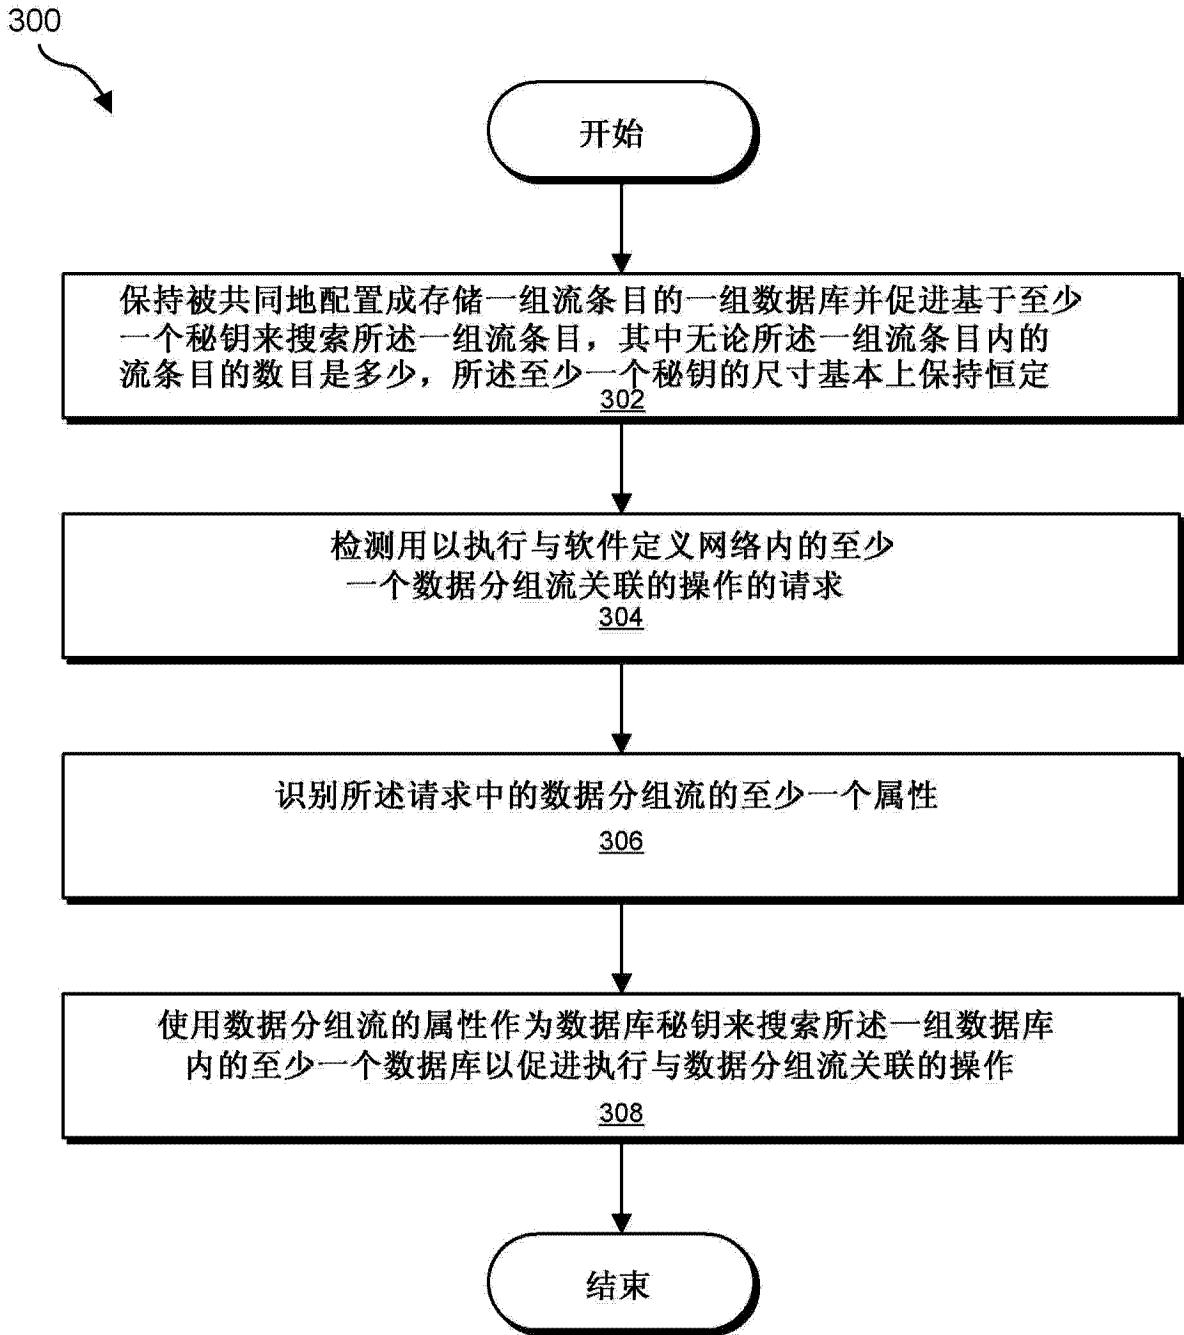 300
开始
保持被共同地配置成存储一组流条目的一组数据库并促进基于至少
一个秘钥来搜索所述一组流条目，其中无论所述一组流条目内的
流条目的数目是多少，所述至少一个秘钥的尺寸基本上保持恒定
302
检测用以执行与软件定义网络内的至少
一个数据分组流关联的操作的请求
304
识别所述请求中的数据分组流的至少一个属性
306
使用数据分组流的属性作为数据库秘钥来搜索所述一组数据库
内的至少一个数据库以促进执行与数据分组流关联的操作
308
结束